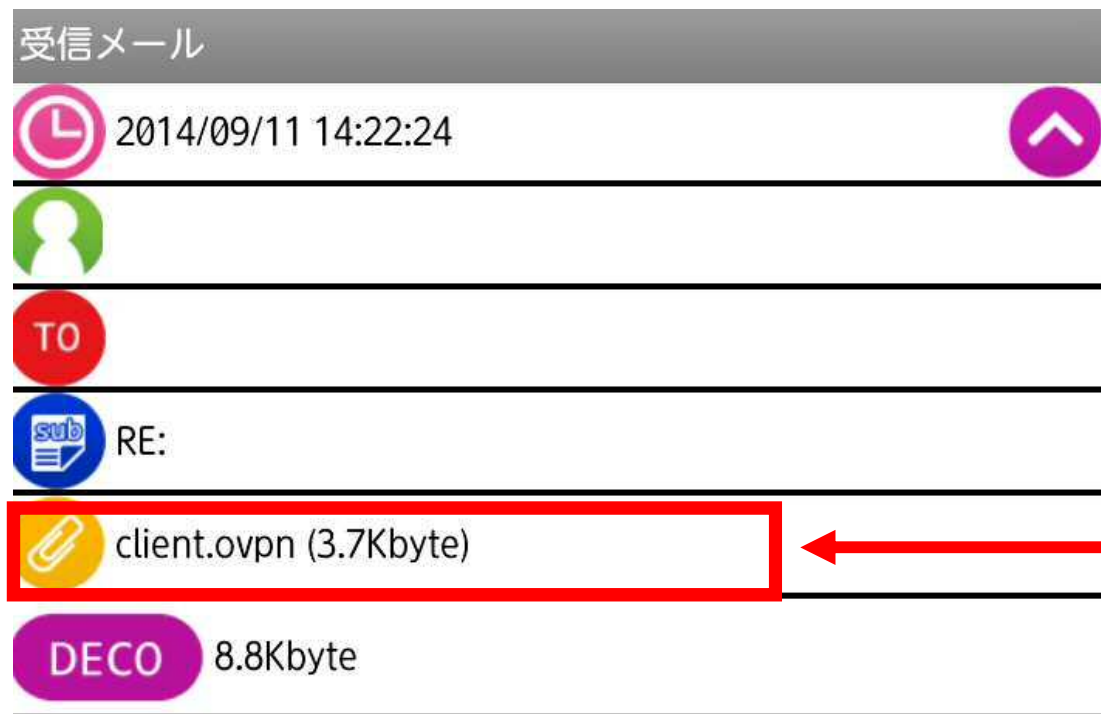 受信メール
2014/09/11 14:22:24
TO
sub RE:
client.ovpn (3.7Kbyte)
DECO 8.8Kbyte